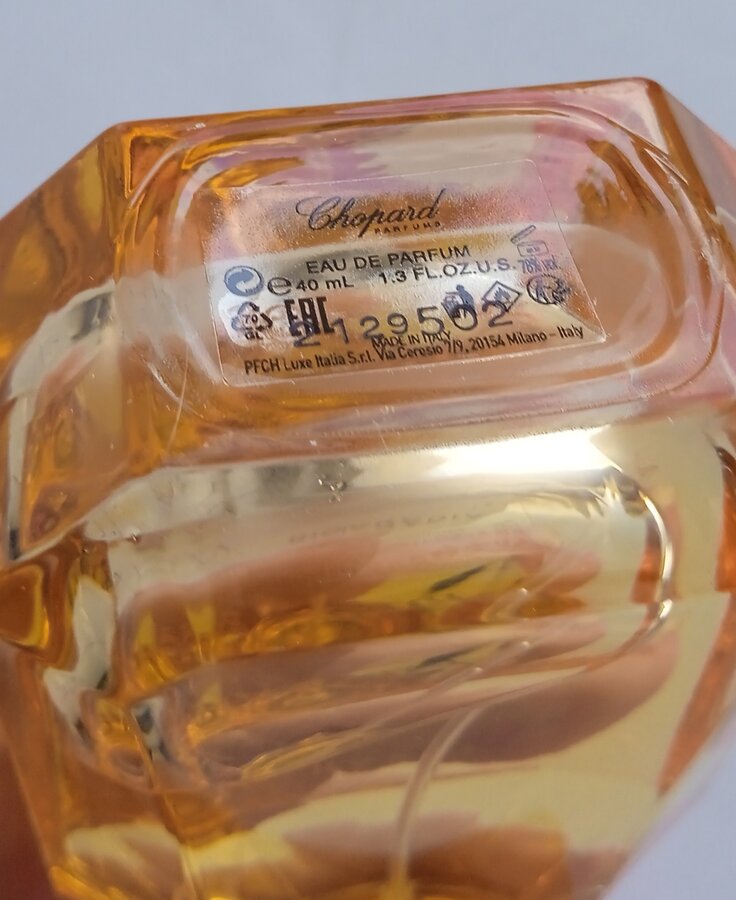 Chopard
PARFUMS
EAU DE PARFUM
e 40 mL 1.3 FL.OZ.U.S.
EAC
2129502
MADE IN ITALY
PFCH Luxe Italia S.r.l. Via Ceresio 7/9, 20154 Milano - Italy